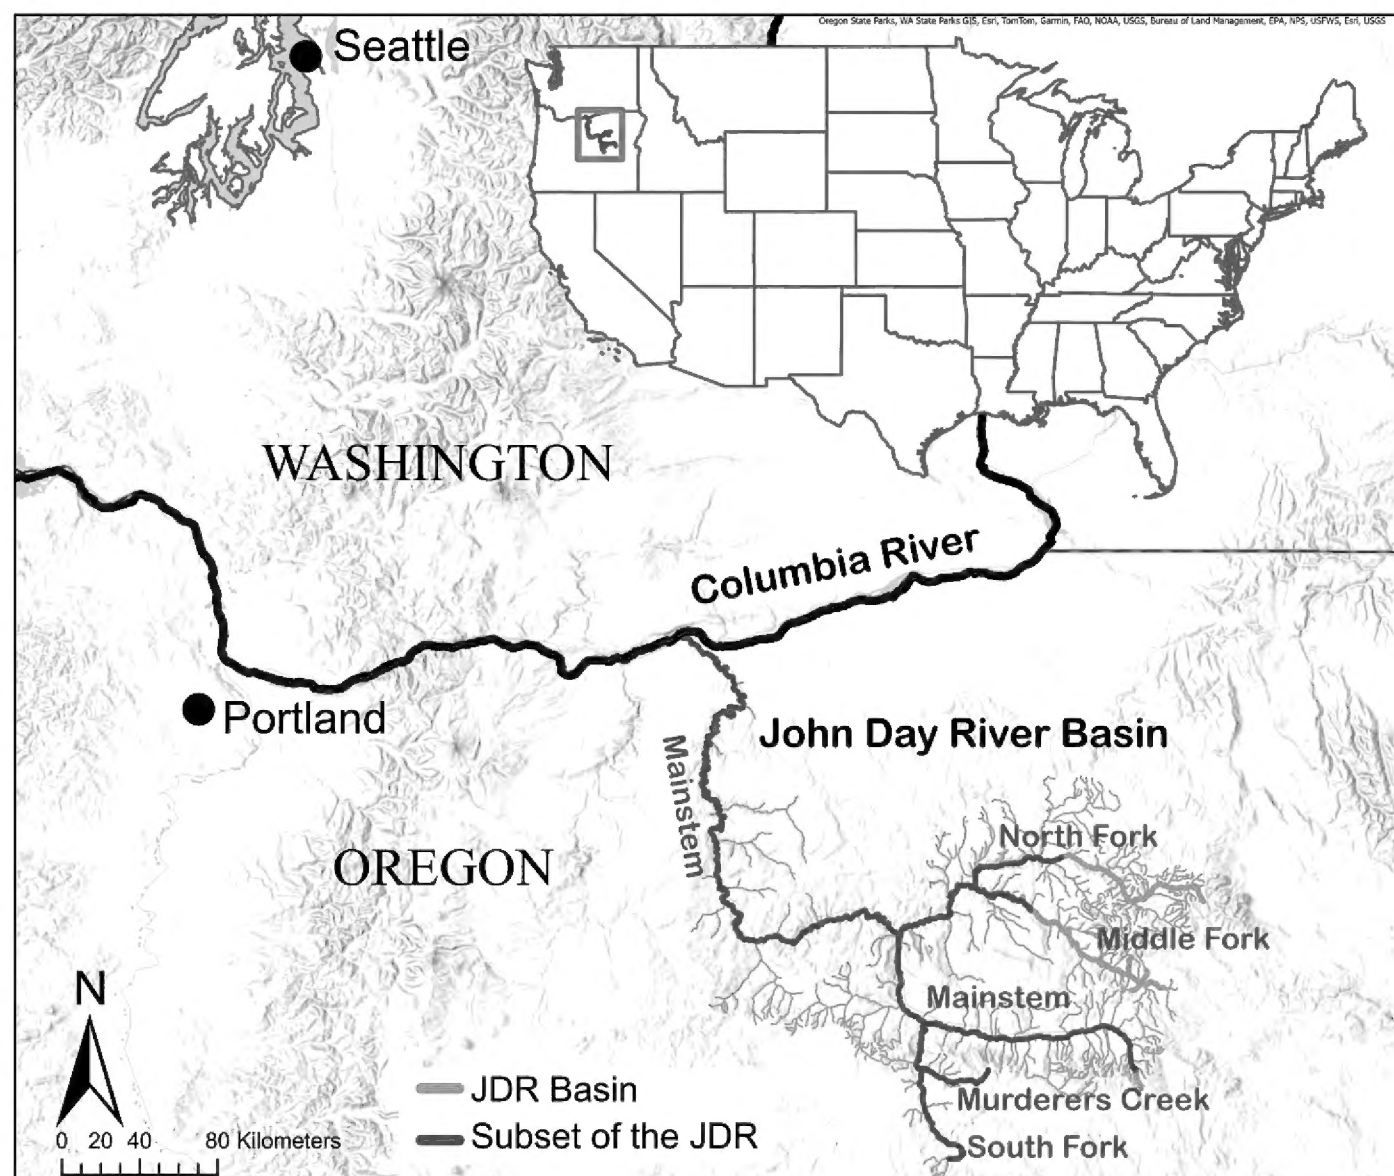 Oregon State Parks, WA State Parks GIS, Esri, TomTom, Garmin, FAO, NOAA, USGS, Bureau of Land Management, EPA, NPS, USFWS, Esri, USGS
Seattle
WASHINGTON
Columbia River
Portland
John Day River Basin
Mainstem
North Fork
OREGON
Middle Fork
N
Mainstem
JDR Basin
Murderers Creek
0 20 40 80 Kilometers
Subset of the JDR
South Fork